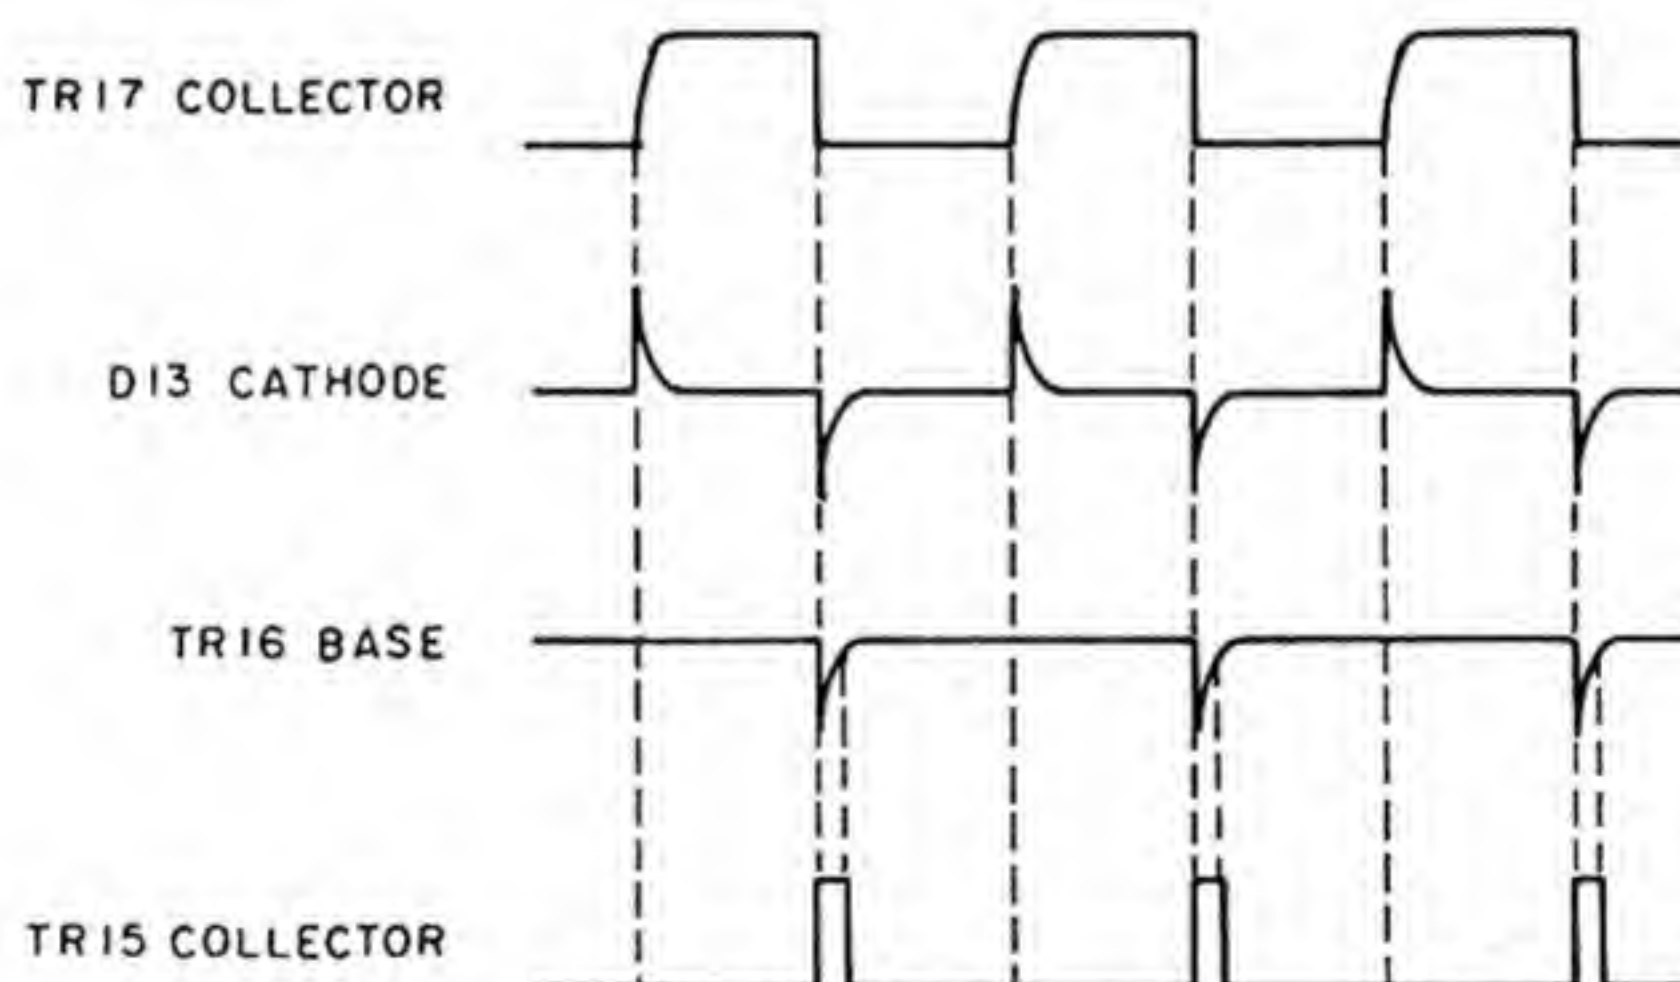 TR17 COLLECTOR
D13 CATHODE
TR16 BASE
TR15 COLLECTOR